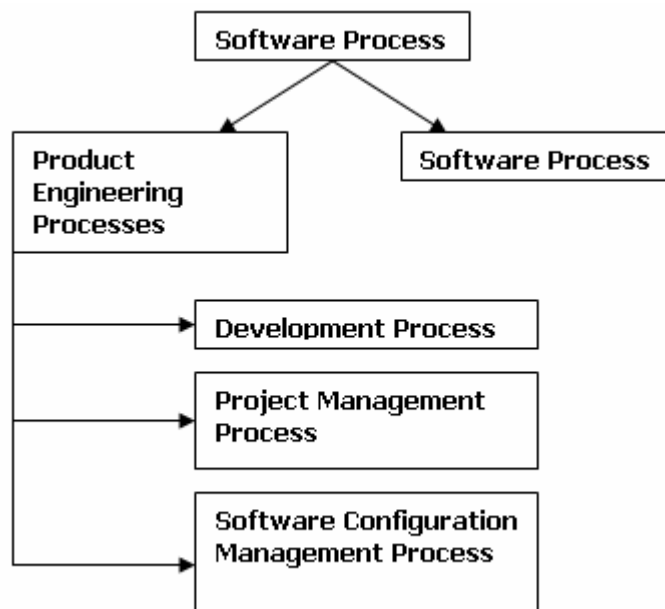 Software Process
Product
Engineering
Processes
Software Process
Development Process
Project Management
Process
Software Configuration
Management Process